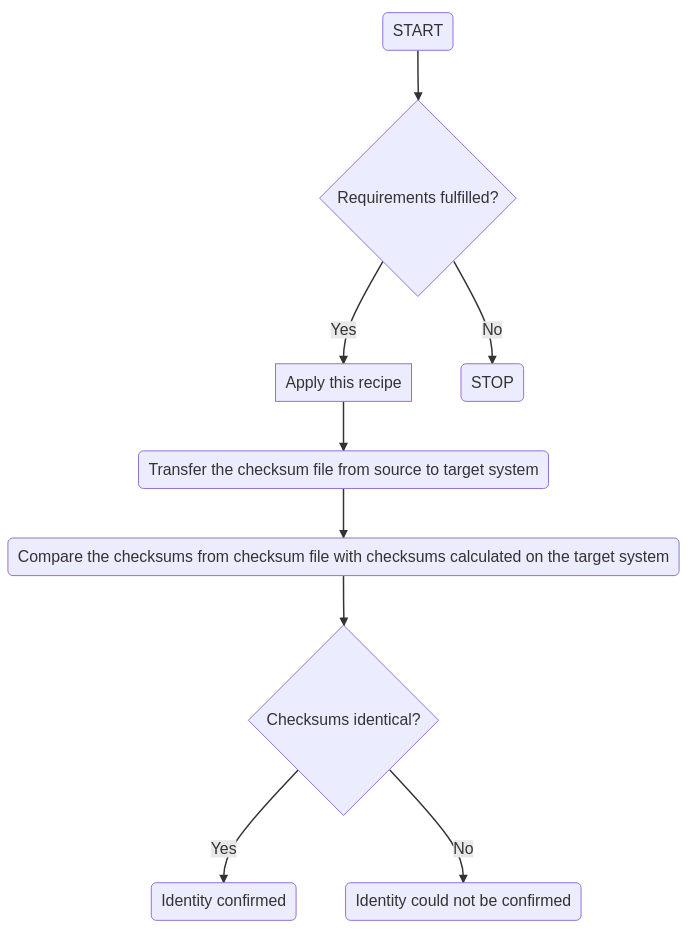 START
Requirements fulfilled?
Yes
No
Apply this recipe
STOP
Transfer the checksum file from source to target system
Compare the checksums from checksum file with checksums calculated on the target system
Checksums identical?
Yes
No
Identity confirmed
Identity could not be confirmed